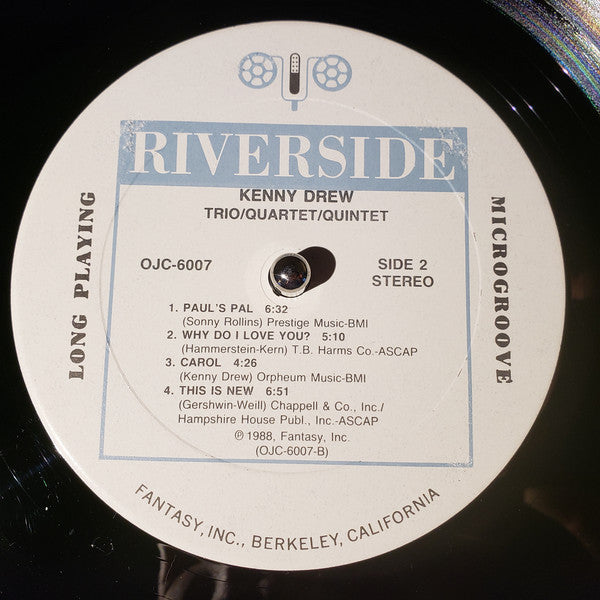 RIVERSIDE
KENNY DREW
TRIO/QUARTET/QUINTET
LONG PLAYING
MICROGROOVE
OJC-6007
SIDE 2
STEREO
1. PAUL'S PAL 6:32
(Sonny Rollins) Prestige Music-BMI
2. WHY DO I LOVE YOU? 5:10
(Hammerstein-Kern) T.B. Harms Co.-ASCAP
3. CAROL 4:26
(Kenny Drew) Orpheum Music-BMI
4. THIS IS NEW 6:51
(Gershwin-Weill) Chappell & Co., Inc./
Hampshire House Publ., Inc.-ASCAP
℗ 1988, Fantasy, Inc.
(OJC-6007-B)
FANTASY, INC., BERKELEY, CALIFORNIA